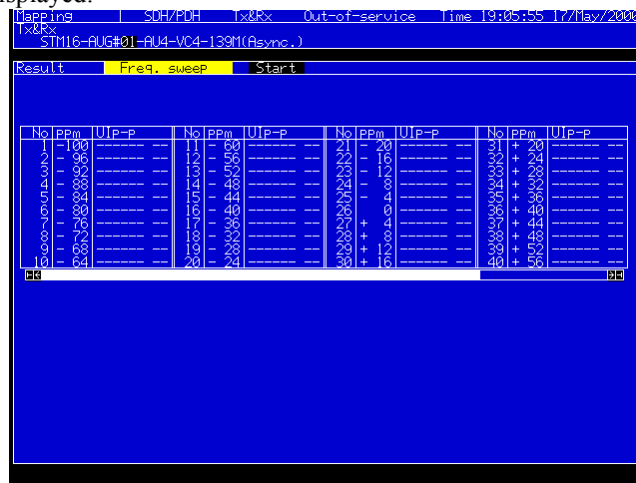 isplayed.
Mapping | SDH/PDH Tx&Rx Out-of-service Time 19:05:55 17/May/2000
Tx&Rx
STM16-AUG#01-AU4-VC4-139M(Async.)
Result Freq. sweep Start
No PPm UIp-p No PPm UIp-p No PPm UIp-p No PPm UIp-p
1 -100 ------ -- 11 - 60 ------ -- 21 - 20 ------ -- 31 + 20 ------ --
2 - 96 ------ -- 12 - 56 ------ -- 22 - 16 ------ -- 32 + 24 ------ --
3 - 92 ------ -- 13 - 52 ------ -- 23 - 12 ------ -- 33 + 28 ------ --
4 - 88 ------ -- 14 - 48 ------ -- 24 - 8 ------ -- 34 + 32 ------ --
5 - 84 ------ -- 15 - 44 ------ -- 25 - 4 ------ -- 35 + 36 ------ --
6 - 80 ------ -- 16 - 40 ------ -- 26 0 ------ -- 36 + 40 ------ --
7 - 76 ------ -- 17 - 36 ------ -- 27 + 4 ------ -- 37 + 44 ------ --
8 - 72 ------ -- 18 - 32 ------ -- 28 + 8 ------ -- 38 + 48 ------ --
9 - 68 ------ -- 19 - 28 ------ -- 29 + 12 ------ -- 39 + 52 ------ --
10 - 64 ------ -- 20 - 24 ------ -- 30 + 16 ------ -- 40 + 56 ------ --